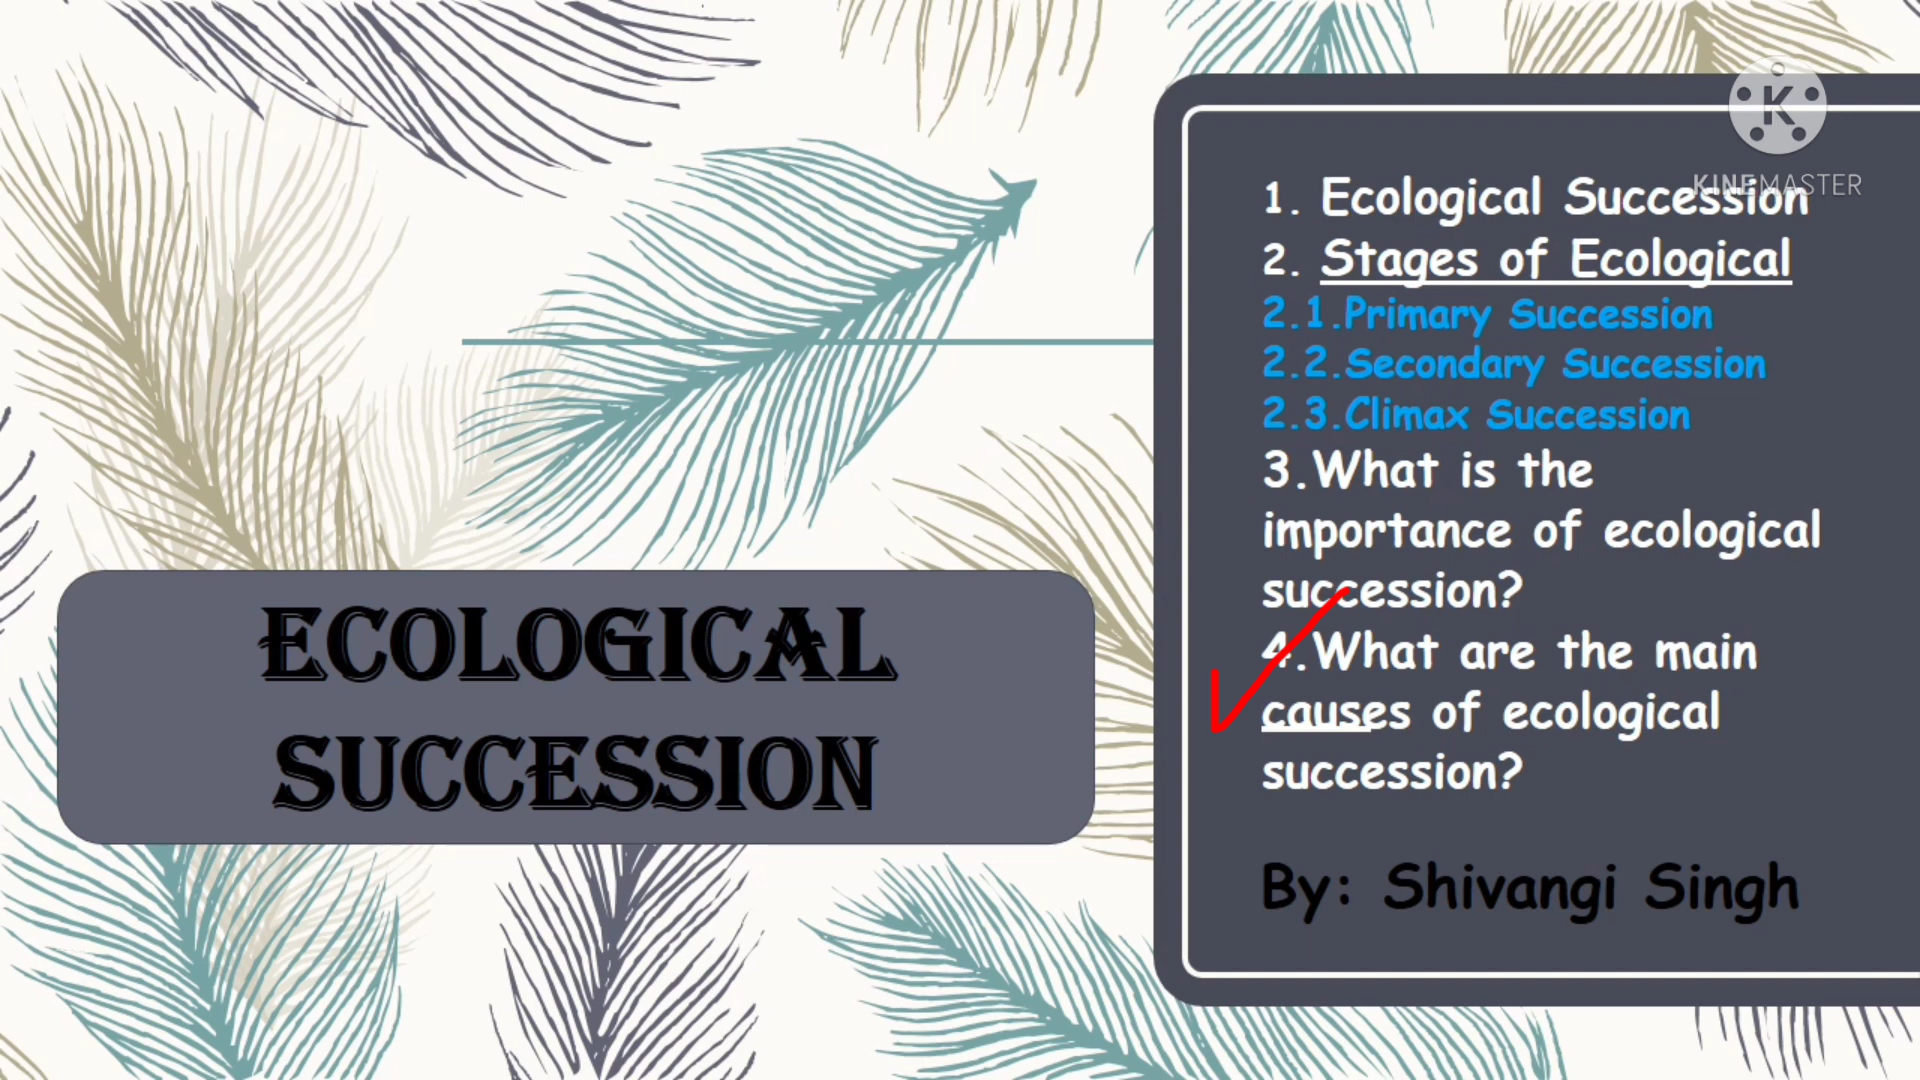 ECOLOGICAL
SUCCESSION
1. Ecological Succession
2. Stages of Ecological
2.1.Primary Succession
2.2.Secondary Succession
2.3.Climax Succession
3.What is the
importance of ecological
succession?
4.What are the main
causes of ecological
succession?
By: Shivangi Singh
K
KINEMASTER